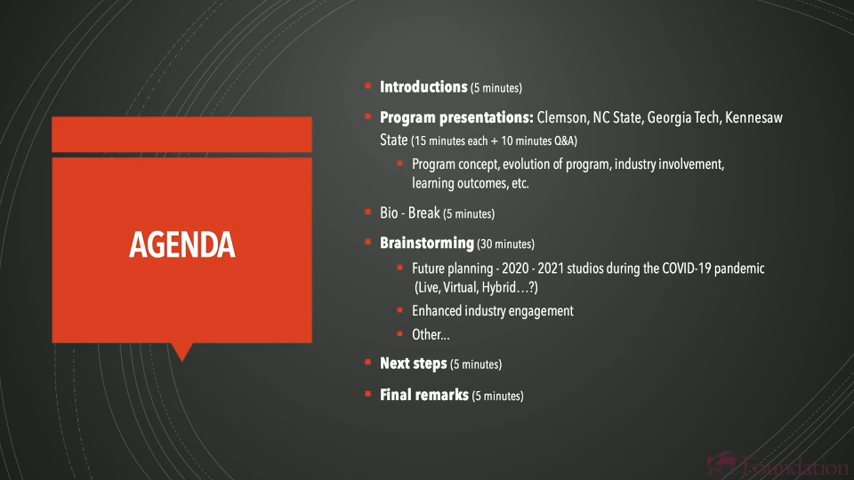 Introductions (5 minutes)
Program presentations: Clemson, NC State, Georgia Tech, Kennesaw
State (15 minutes each + 10 minutes Q&A)
Program concept, evolution of program, industry involvement,
learning outcomes, etc.
Bio - Break (5 minutes)
AGENDA
Brainstorming (30 minutes)
Future planning - 2020 - 2021 studios during the COVID-19 pandemic
(Live, Virtual, Hybrid...?)
Enhanced industry engagement
Other...
Next steps (5 minutes)
Final remarks (5 minutes)
Foundation